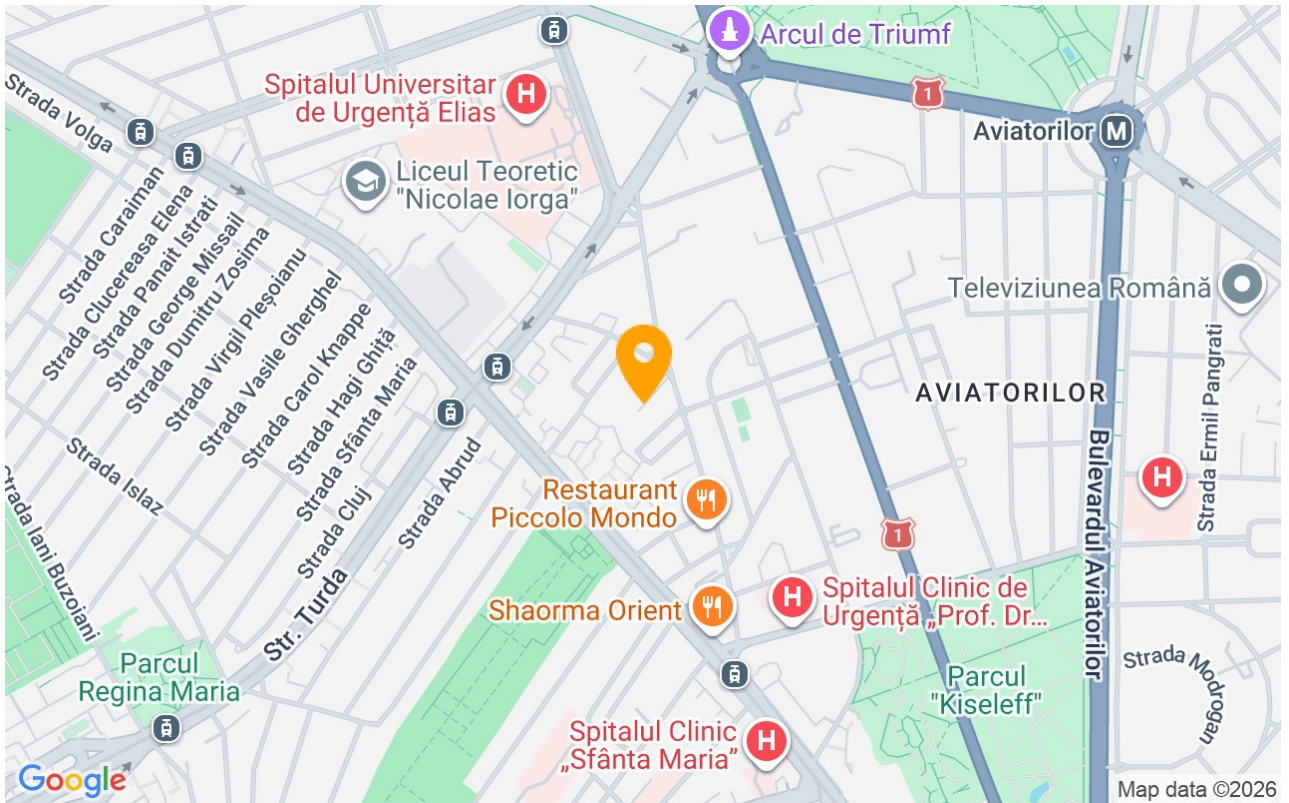 Arcul de Triumf
Spitalul Universitar
de Urgență Elias
H
1
Strada Volga
Aviatorilor
M
Liceul Teoretic
"Nicolae Iorga"
Strada Caraiman
Strada Clucereasa Elena
Strada Panait Istrati
Strada George Missail
Strada Dumitru Zosima
Strada Virgil Pleșoianu
Strada Vasile Gherghel
Strada Carol Knappe
Strada Hagi Ghiță
Strada Sfânta Maria
Strada Cluj
Strada Abrud
Televiziunea Română
Strada Ermil Pangrati
AVIATORILOR
Bulevardul Aviatorilor
H
Strada Islaz
Strada Iani Buzoiani
Str. Turda
Restaurant
Piccolo Mondo
1
Shaorma Orient
H
Spitalul Clinic de
Urgență „Prof. Dr...
Parcul
Regina Maria
Parcul
"Kiseleff"
Strada Modrogan
Spitalul Clinic
„Sfânta Maria”
H
Google
Map data ©2026